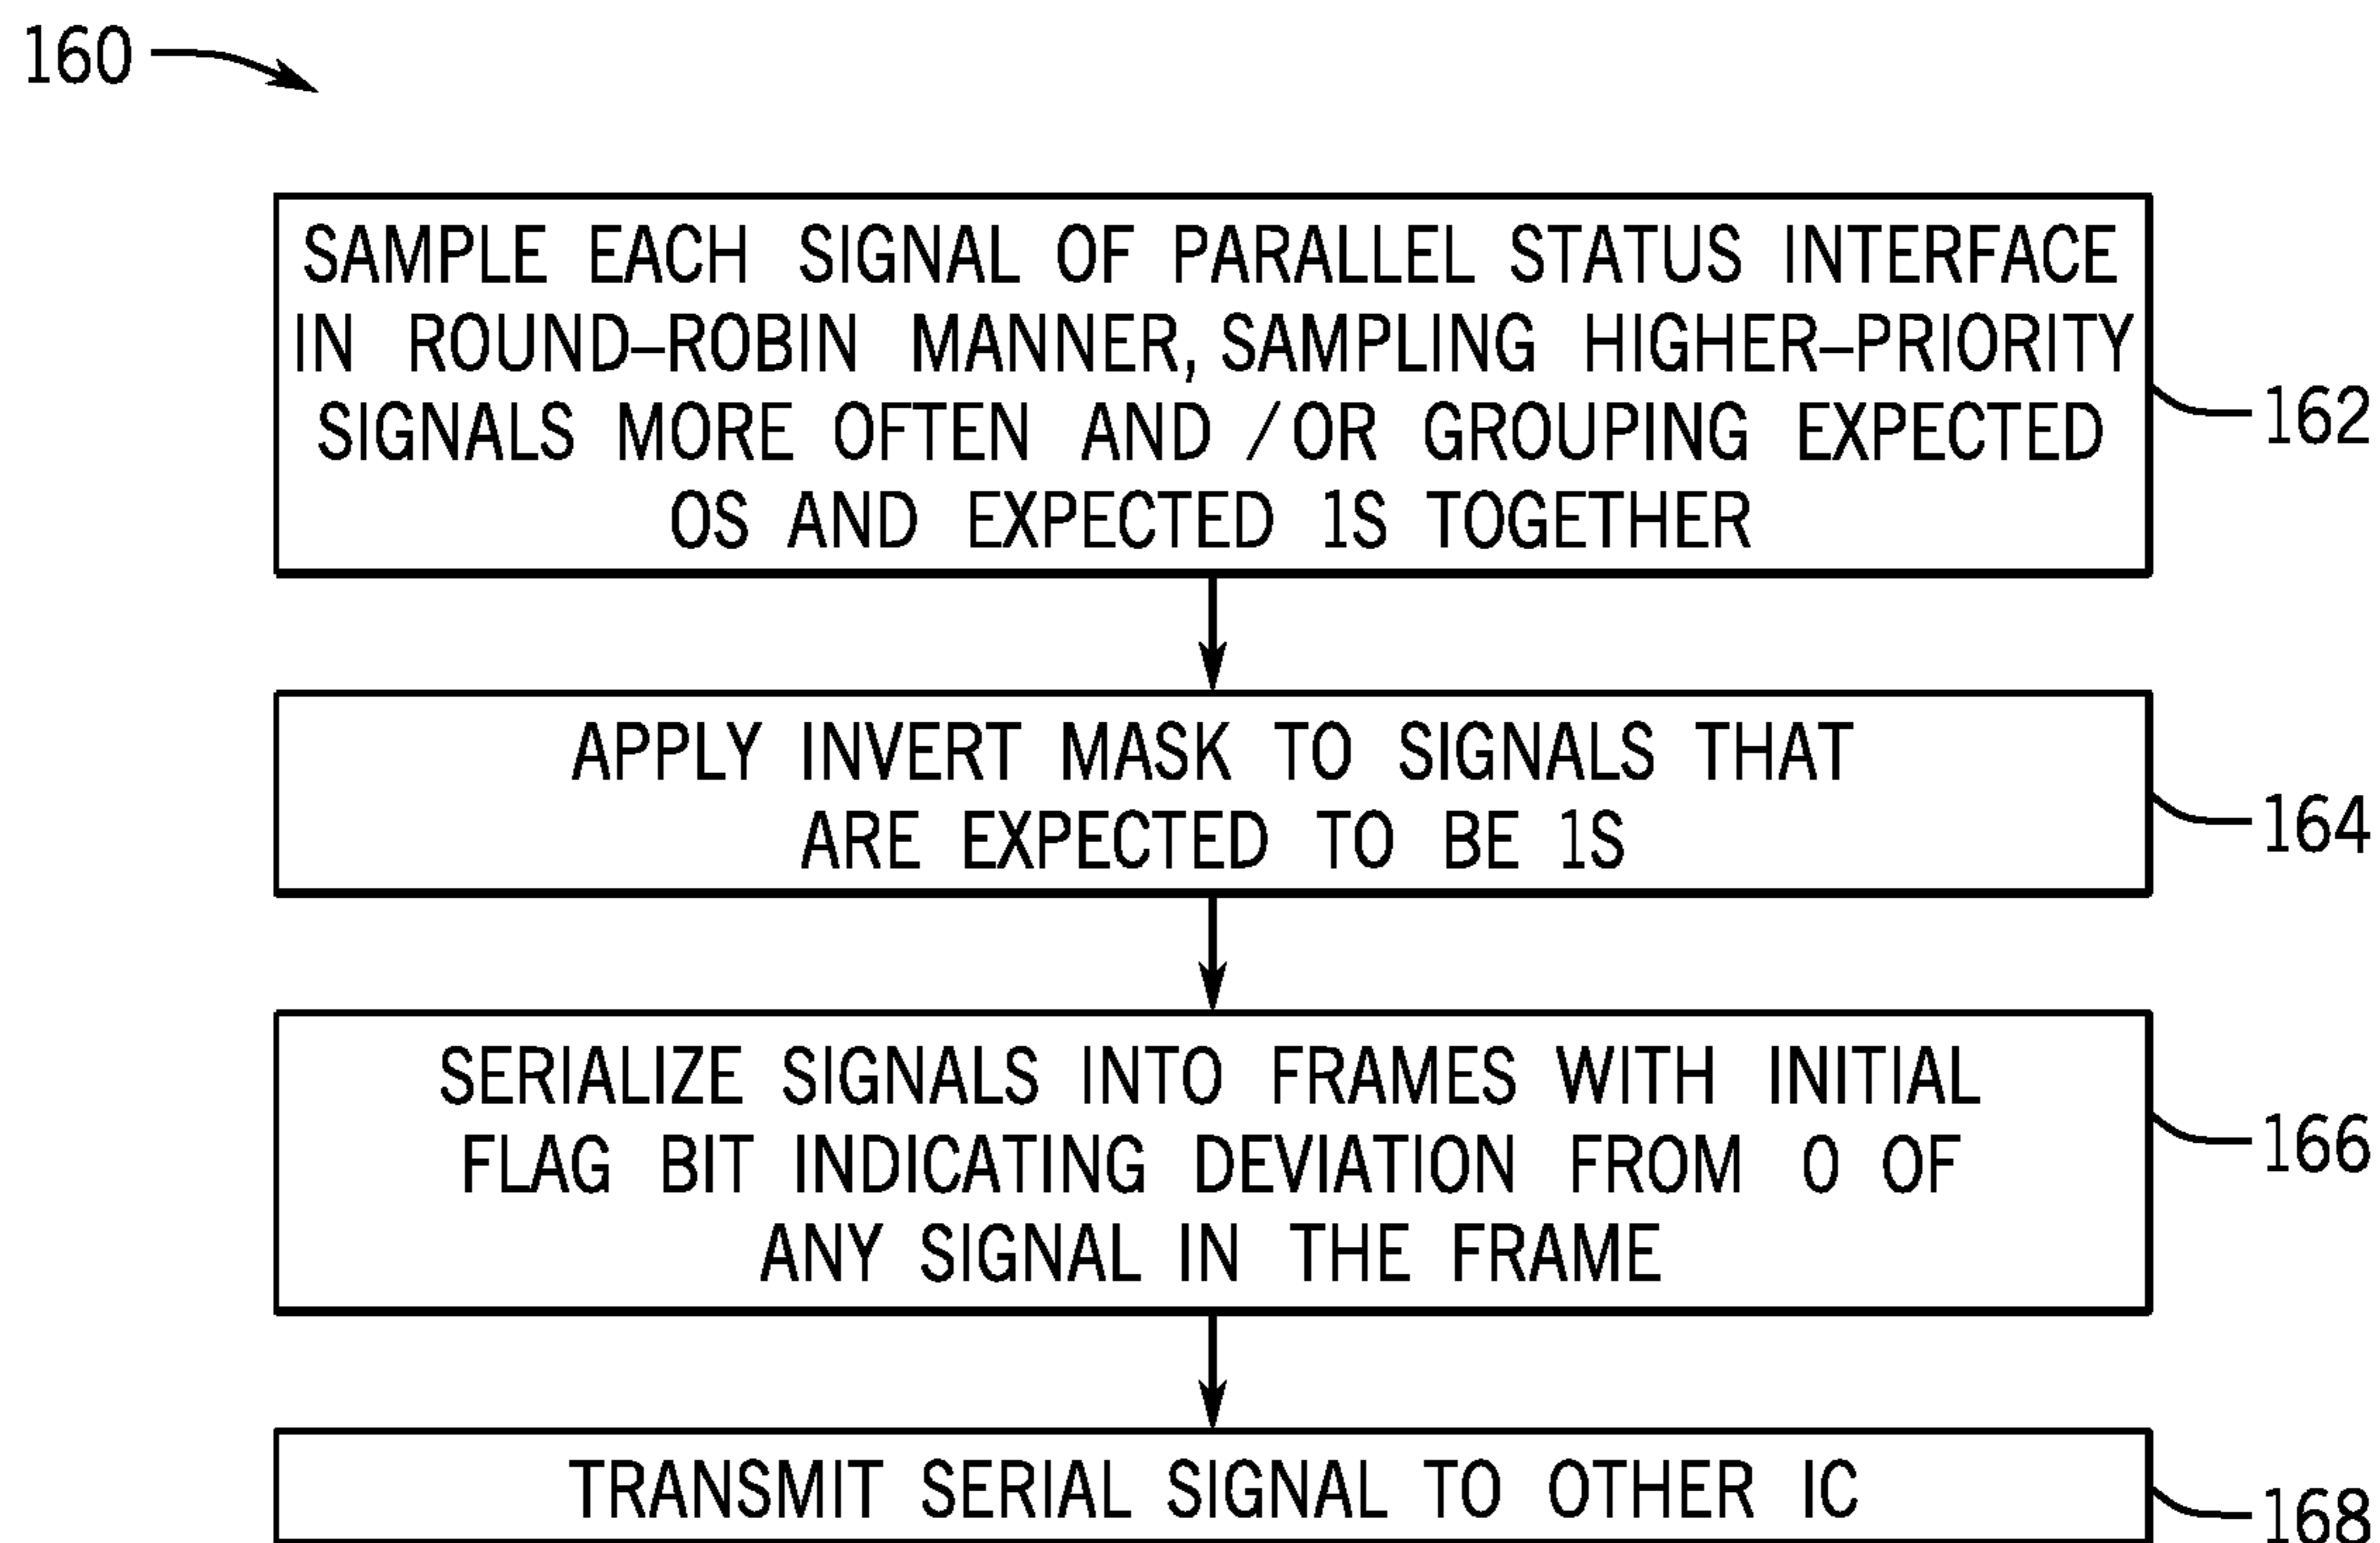 160
SAMPLE EACH SIGNAL OF PARALLEL STATUS INTERFACE
IN ROUND-ROBIN MANNER, SAMPLING HIGHER-PRIORITY
SIGNALS MORE OFTEN AND /OR GROUPING EXPECTED
0S AND EXPECTED 1S TOGETHER
162
APPLY INVERT MASK TO SIGNALS THAT
ARE EXPECTED TO BE 1S
164
SERIALIZE SIGNALS INTO FRAMES WITH INITIAL
FLAG BIT INDICATING DEVIATION FROM 0 OF
ANY SIGNAL IN THE FRAME
166
TRANSMIT SERIAL SIGNAL TO OTHER IC
168